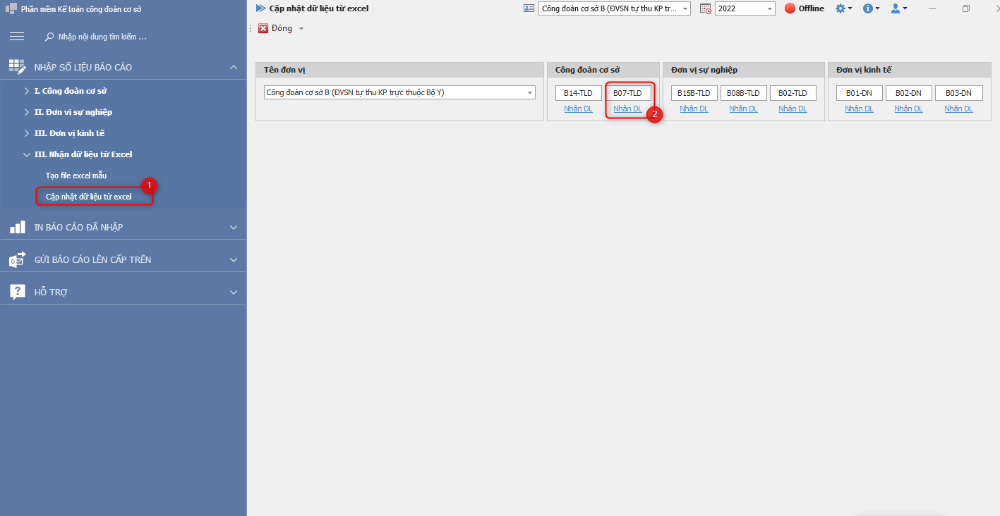 Phần mềm Kế toán công đoàn cơ sở
Nhập nội dung tìm kiếm ...
NHẬP SỐ LIỆU BÁO CÁO
I. Công đoàn cơ sở
II. Đơn vị sự nghiệp
III. Đơn vị kinh tế
III. Nhận dữ liệu từ Excel
Tạo file excel mẫu
Cập nhật dữ liệu từ excel
1
IN BÁO CÁO ĐÃ NHẬP
GỬI BÁO CÁO LÊN CẤP TRÊN
HỖ TRỢ
Cập nhật dữ liệu từ excel
Công đoàn cơ sở B (ĐVSN tự thu KP tr...
2022
Offline
Đóng
Tên đơn vị
Công đoàn cơ sở B (ĐVSN tự thu KP trực thuộc Bộ Y)
Công đoàn cơ sở
B14-TLD B07-TLD
Nhận DL Nhận DL
2
Đơn vị sự nghiệp
B15B-TLD B08B-TLD B02-TLD
Nhận DL Nhận DL Nhận DL
Đơn vị kinh tế
B01-DN B02-DN B03-DN
Nhận DL Nhận DL Nhận DL